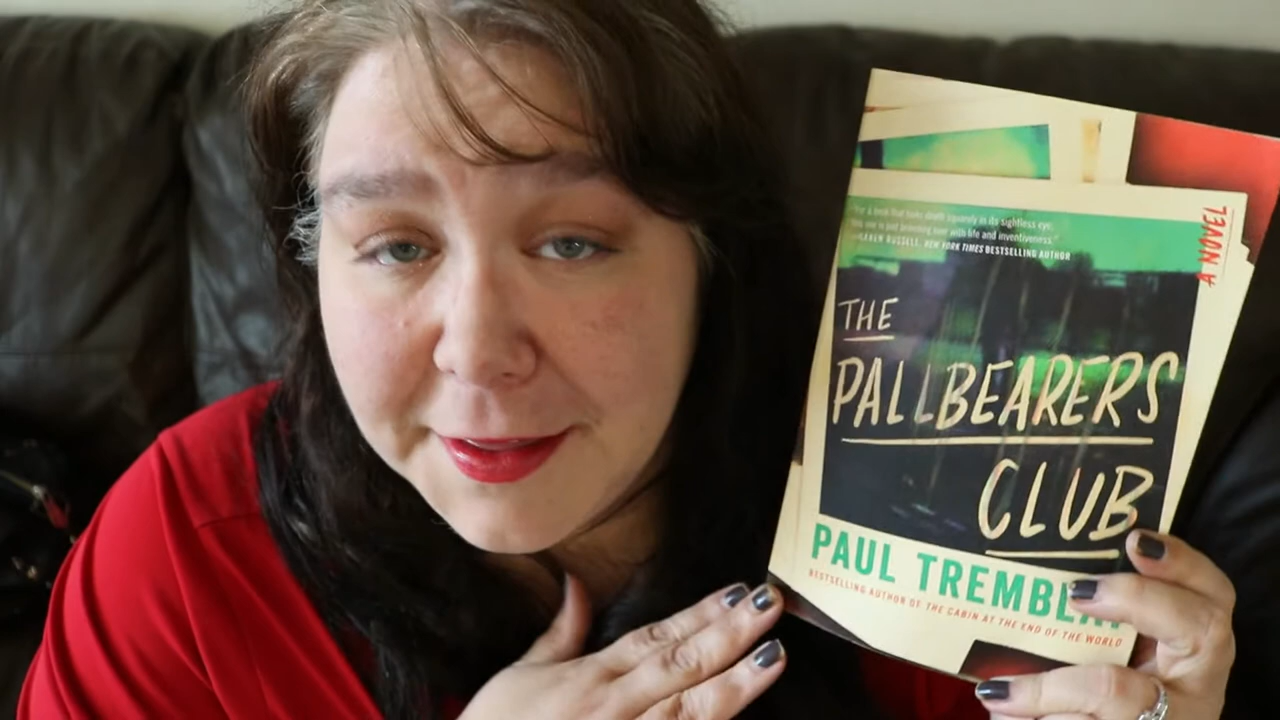 "For a book that looks death squarely in its sightless eye,
this one is just brimming over with life and inventiveness."
—KAREN RUSSELL, NEW YORK TIMES BESTSELLING AUTHOR
A NOVEL
THE
PALLBEARERS
CLUB
PAUL TREMBLAY
BESTSELLING AUTHOR OF THE CABIN AT THE END OF THE WORLD